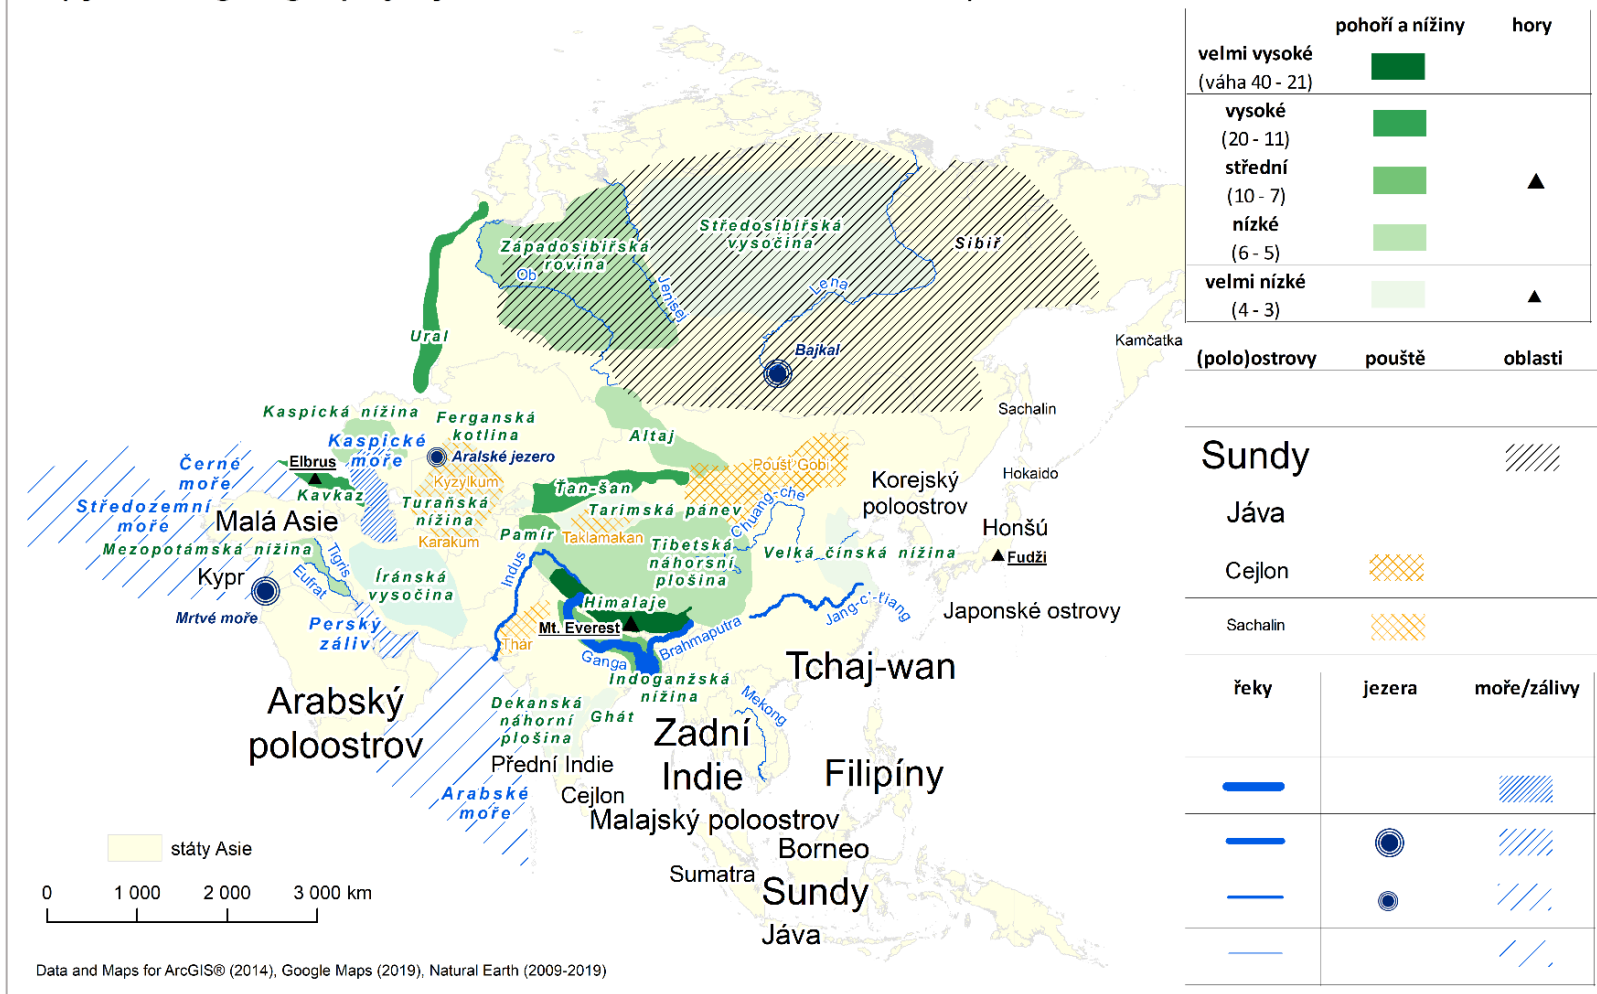 Středosibiřská
vysočina
Západosibiřská
rovina
Sibiř
Ob
Jenisej
Lena
Ural
Bajkal
Kamčatka
Sachalin
Kaspická nížina
Ferganská
kotlina
Altaj
Kaspické
moře
Aralské jezero
Elbrus
Černé
moře
Kavkaz
Kyzylkum
Poušť Gobi
Hokaido
Korejský
poloostrov
Středozemní
moře
Malá Asie
Turaňská
nížina
Ťan-šan
Tarimská pánev
Chuang-che
Honšú
Fudži
Mezopotámská nížina
Karakum
Pamír
Taklamakan
Tibetská
náhorsní
plošina
Velká čínská nížina
Tigris
Eufrat
Kypr
Íránská
vysočina
Indus
Himalaje
Mrtvé moře
Perský
záliv
Mt. Everest
Thár
Ganga
Brahmaputra
Jang-c'-ťiang
Japonské ostrovy
Indoganžská
nížina
Tchaj-wan
Arabský
poloostrov
Dekanská
náhorní
plošina
Ghát
Zadní
Indie
Mekong
Filipíny
Přední Indie
Arabské
moře
Cejlon
Malajský poloostrov
Borneo
Sumatra
Sundy
Jáva
státy Asie
0 1 000 2 000 3 000 km
Data and Maps for ArcGIS® (2014), Google Maps (2019), Natural Earth (2009-2019)
pohoří a nížiny hory
velmi vysoké
(váha 40 - 21)
vysoké
(20 - 11)
střední
(10 - 7)
nízké
(6 - 5)
velmi nízké
(4 - 3)
(polo)ostrovy pouště oblasti
Sundy
Jáva
Cejlon
Sachalin
řeky jezera moře/zálivy